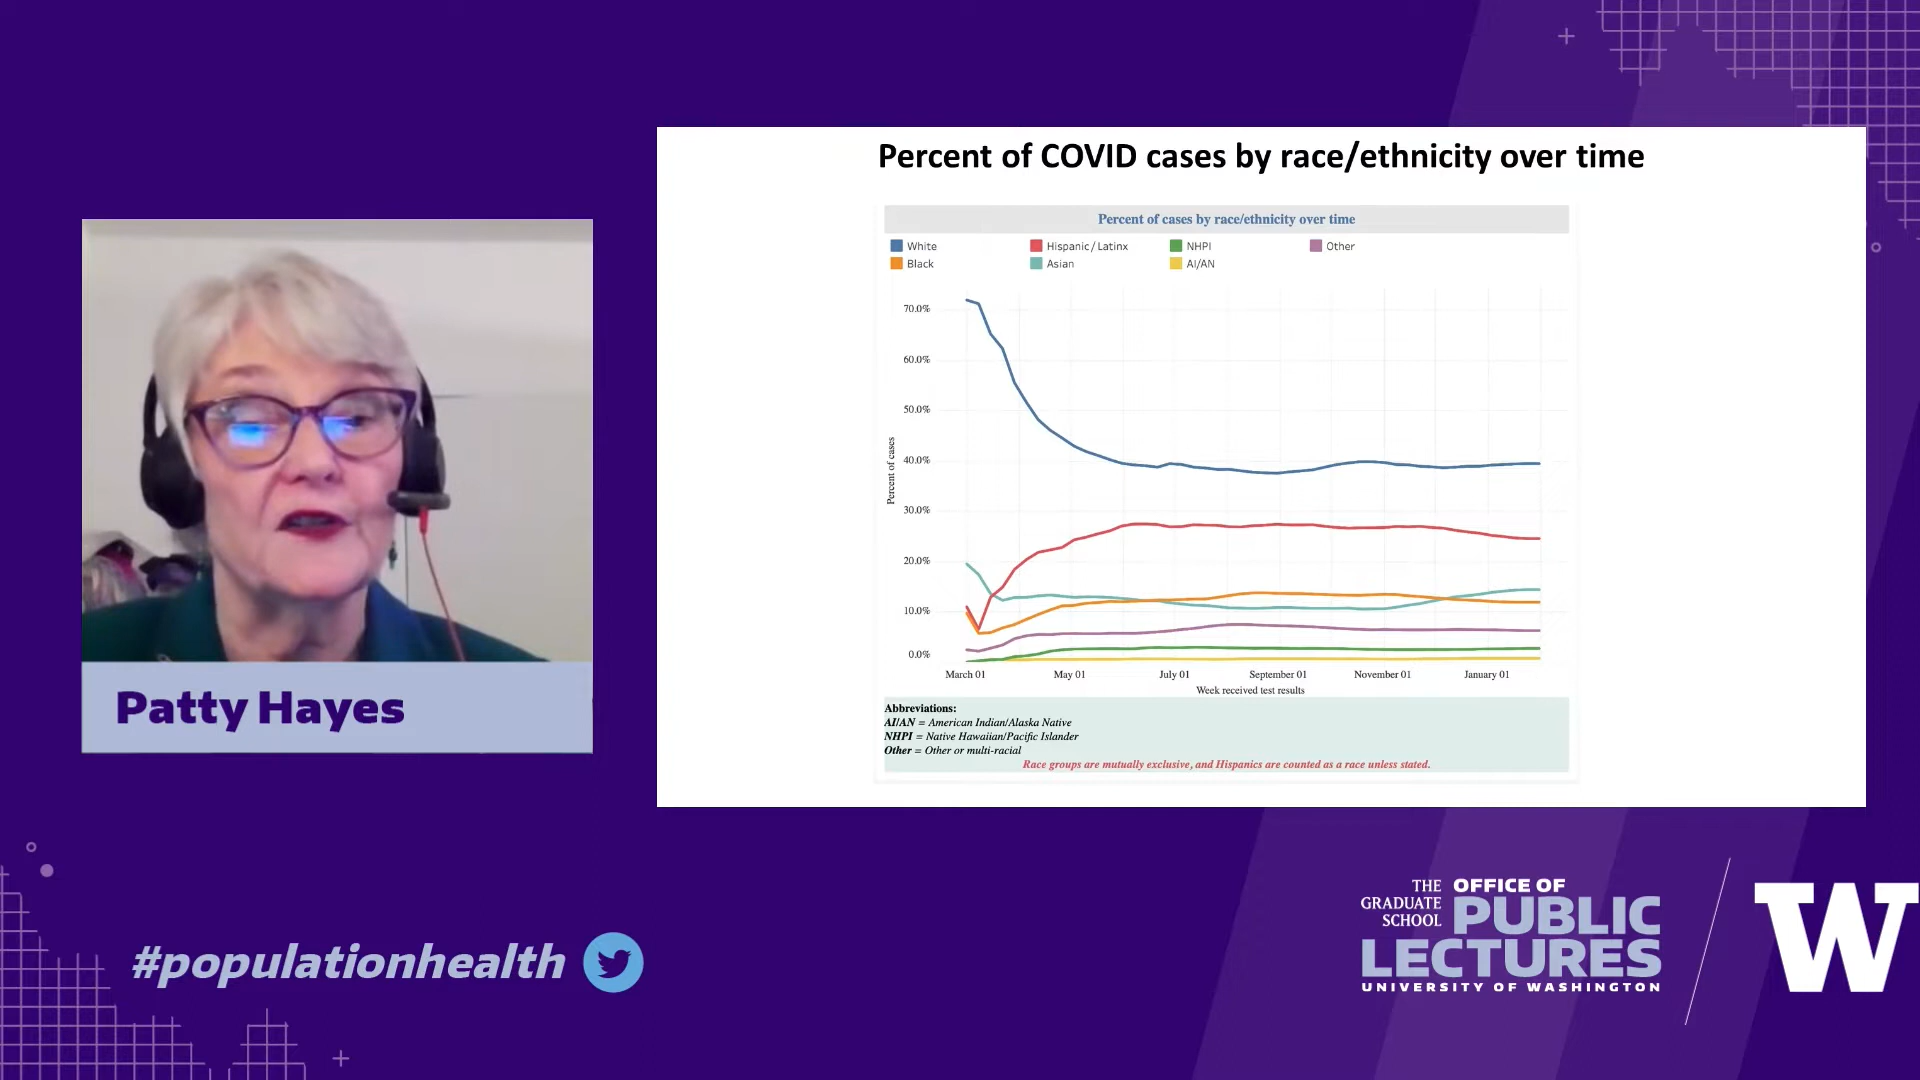 Percent of COVID cases by race/ethnicity over time
Percent of cases by race/ethnicity over time
White
Hispanic / Latinx
NHPI
Other
Black
Asian
AI/AN
70.0%
60.0%
50.0%
40.0%
30.0%
20.0%
10.0%
0.0%
Percent of cases
March 01
May 01
July 01
September 01
November 01
January 01
Week received test results
Abbreviations:
AI/AN = American Indian/Alaska Native
NHPI = Native Hawaiian/Pacific Islander
Other = Other or multi-racial
Race groups are mutually exclusive, and Hispanics are counted as a race unless stated.
Patty Hayes
#populationhealth
THE
GRADUATE
SCHOOL
OFFICE OF
PUBLIC
LECTURES
UNIVERSITY OF WASHINGTON
W